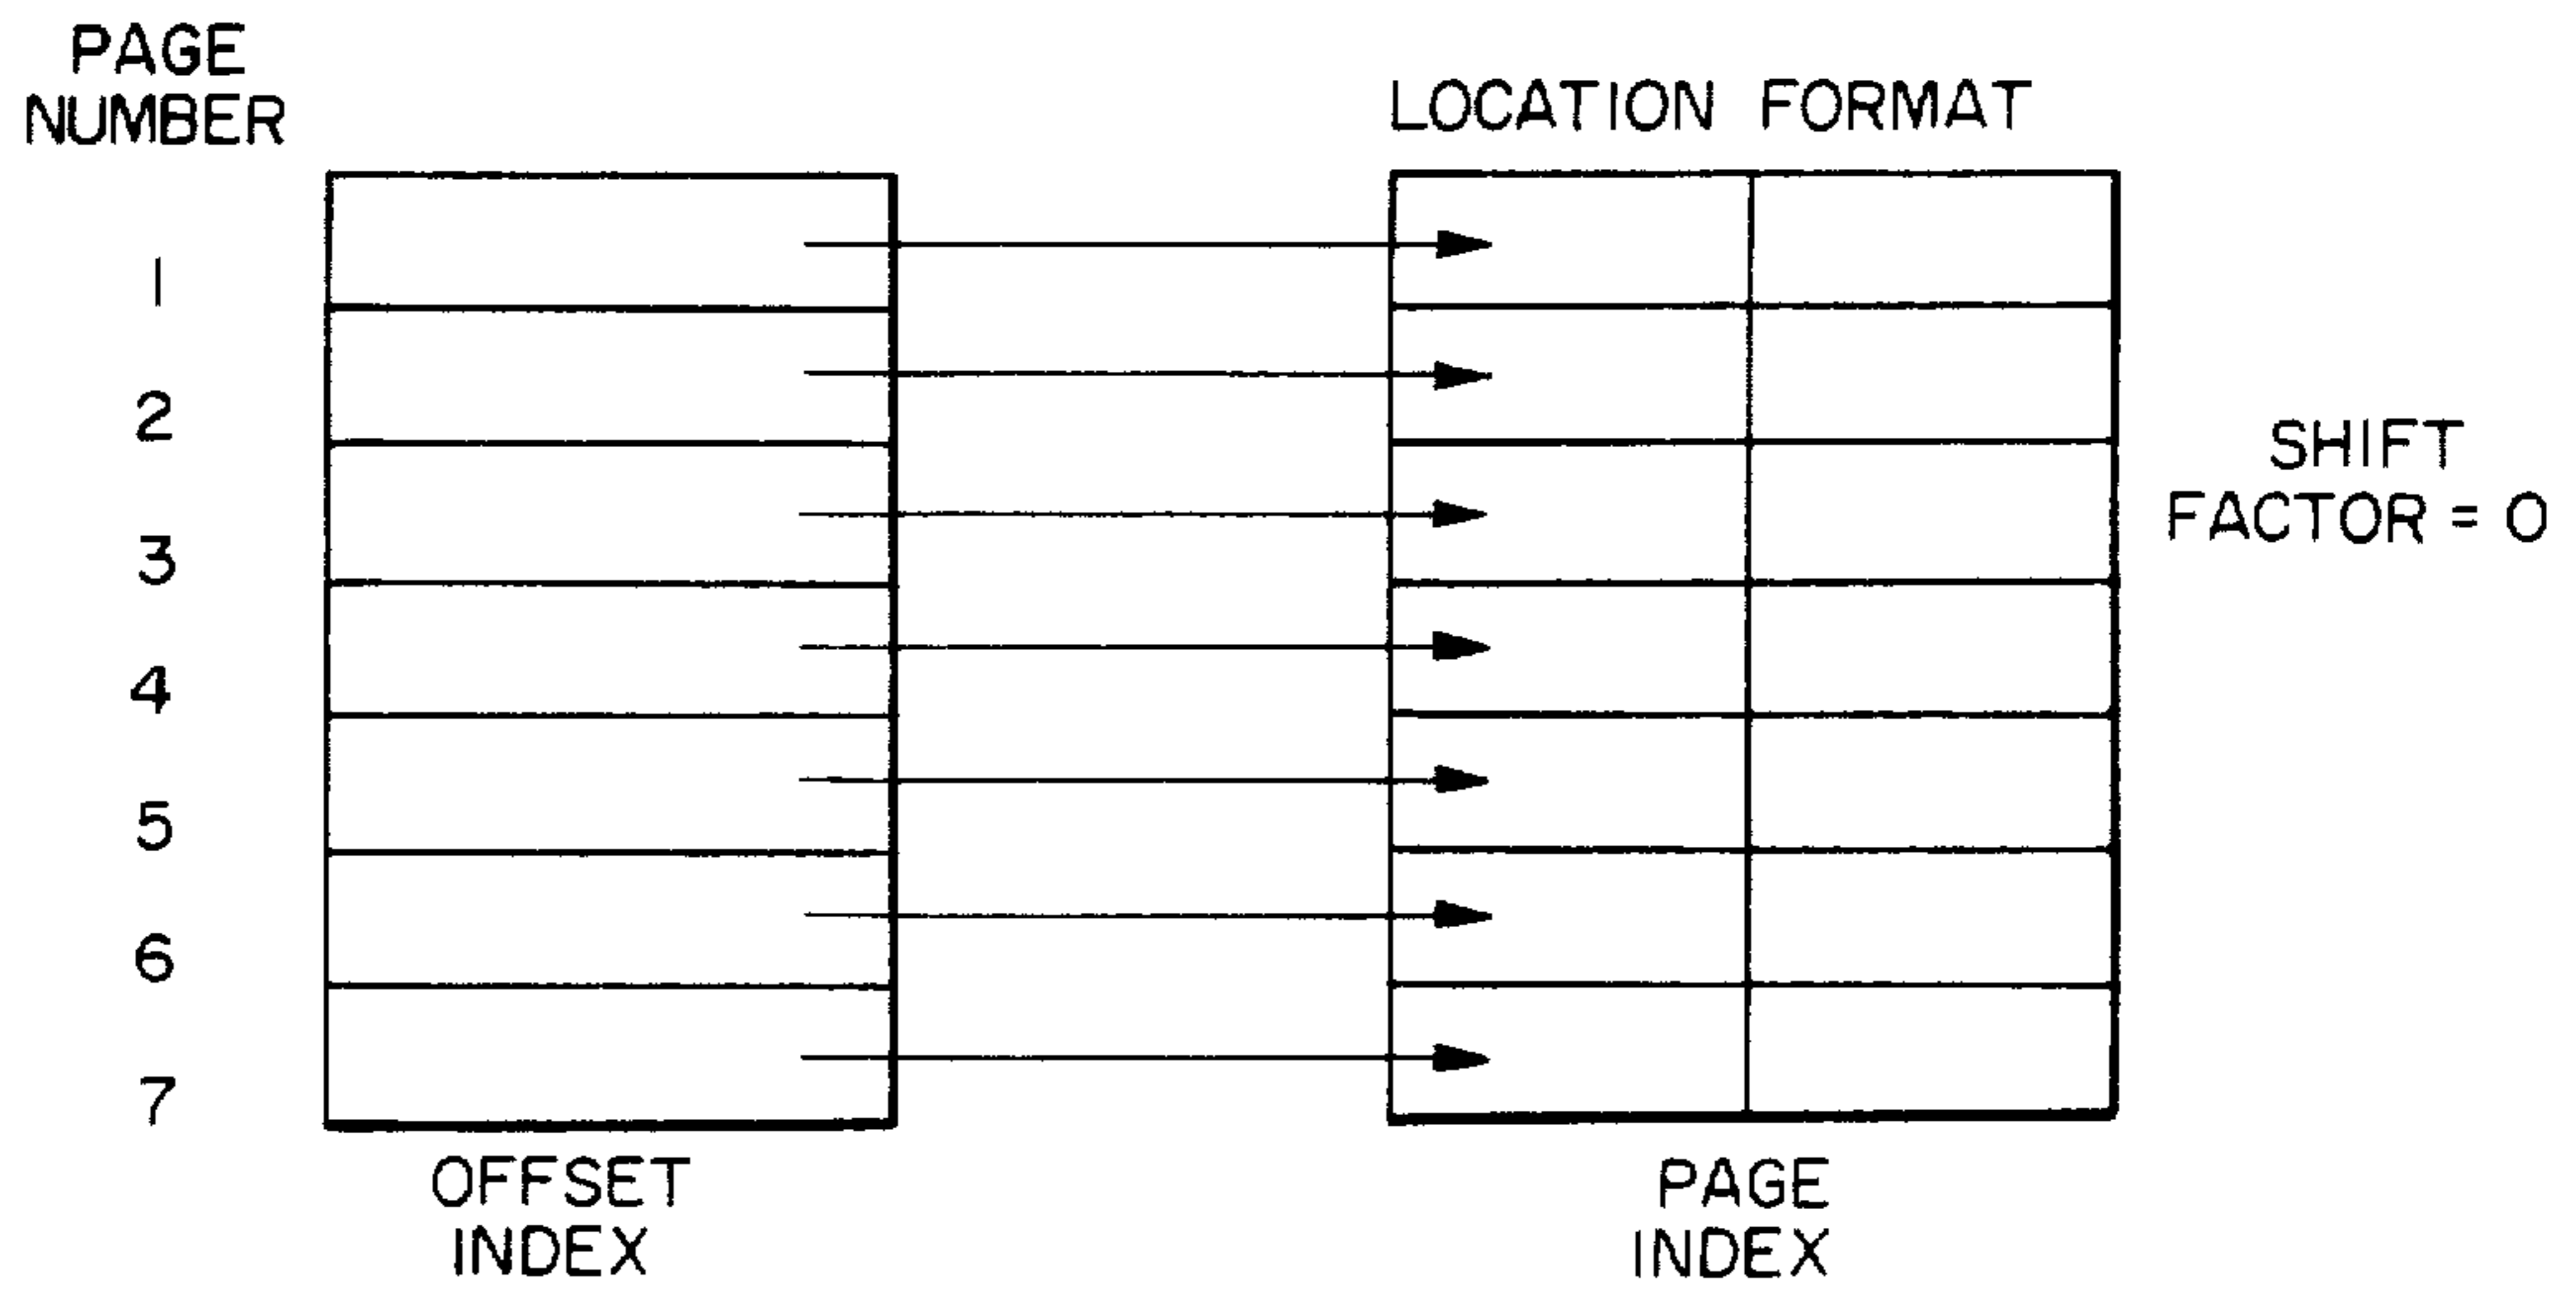 PAGE
NUMBER
LOCATION FORMAT
1
2
3
4
5
6
7
SHIFT
FACTOR = 0
OFFSET
INDEX
PAGE
INDEX